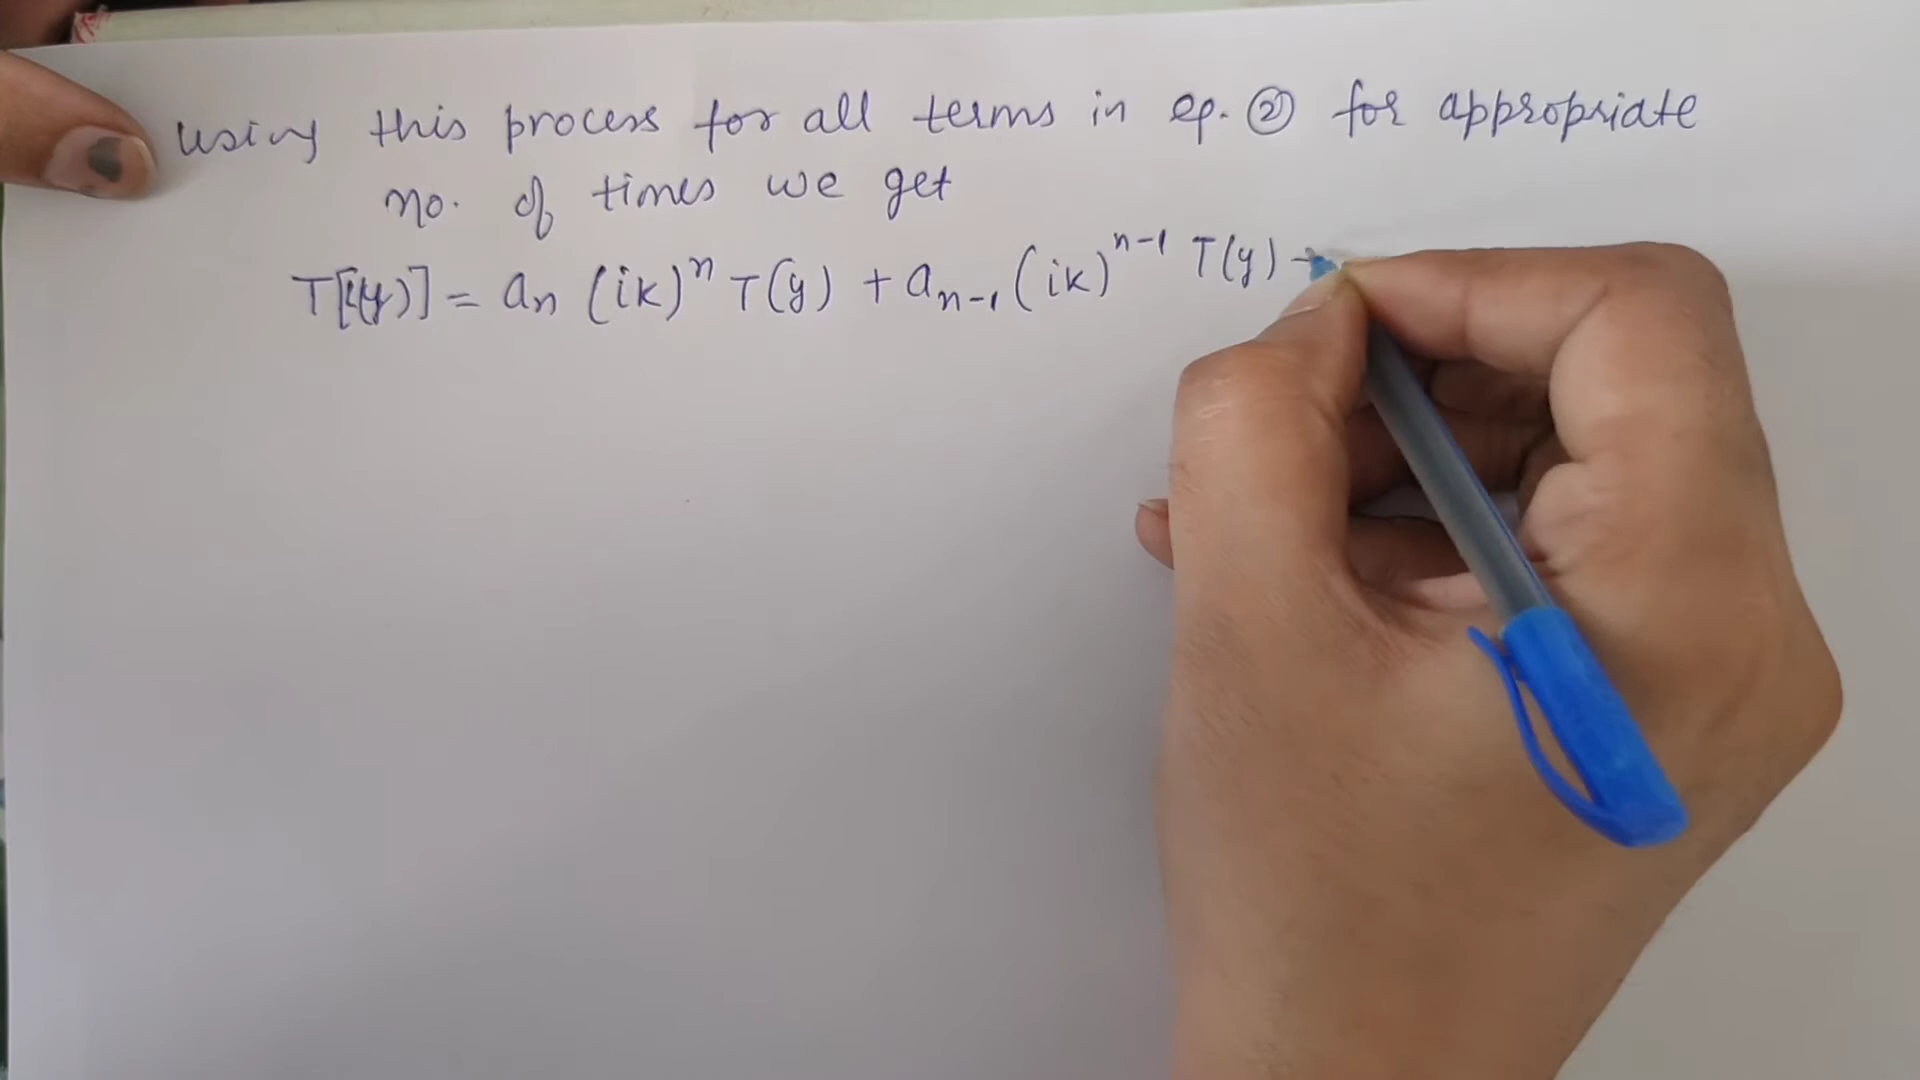 using this process for all terms in eq. ② for appropriate
no. of times we get
T[L(y)] = an (ik)^n T(y) + a_{n-1} (ik)^{n-1} T(y) -